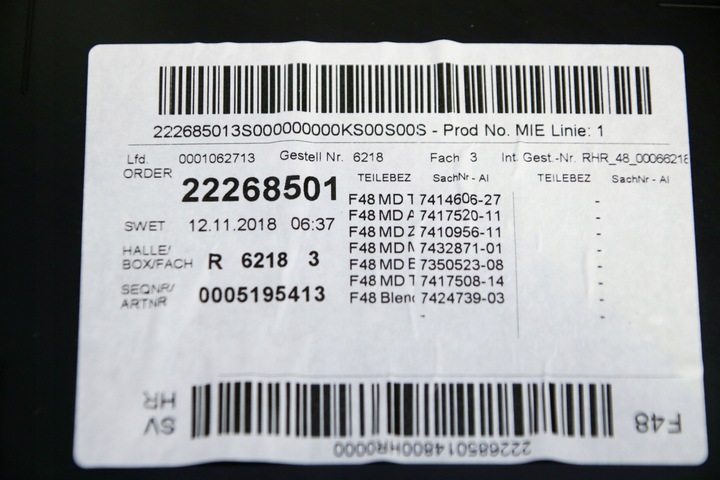 222685013S000000000KS00S00S - Prod No. MIE Linie: 1
Lfd. 0001062713 Gestell Nr. 6218 Fach 3 Int. Gest.-Nr. RHR_48_00066218
ORDER 22268501 TEILEBEZ SachNr - AI TEILEBEZ SachNr - AI
F48 MD T 7414606-27 -
SWET 12.11.2018 06:37 F48 MD A 7417520-11 -
F48 MD Z 7410956-11 -
HALLE/ F48 MD M 7432871-01 -
BOX/FACH R 6218 3 F48 MD E 7350523-08 -
SEQNR/ F48 MD T 7417508-14 -
ARTNR 0005195413 F48 Blend 7424739-03 -
- -
SV HR
F48
222685014800HR0000